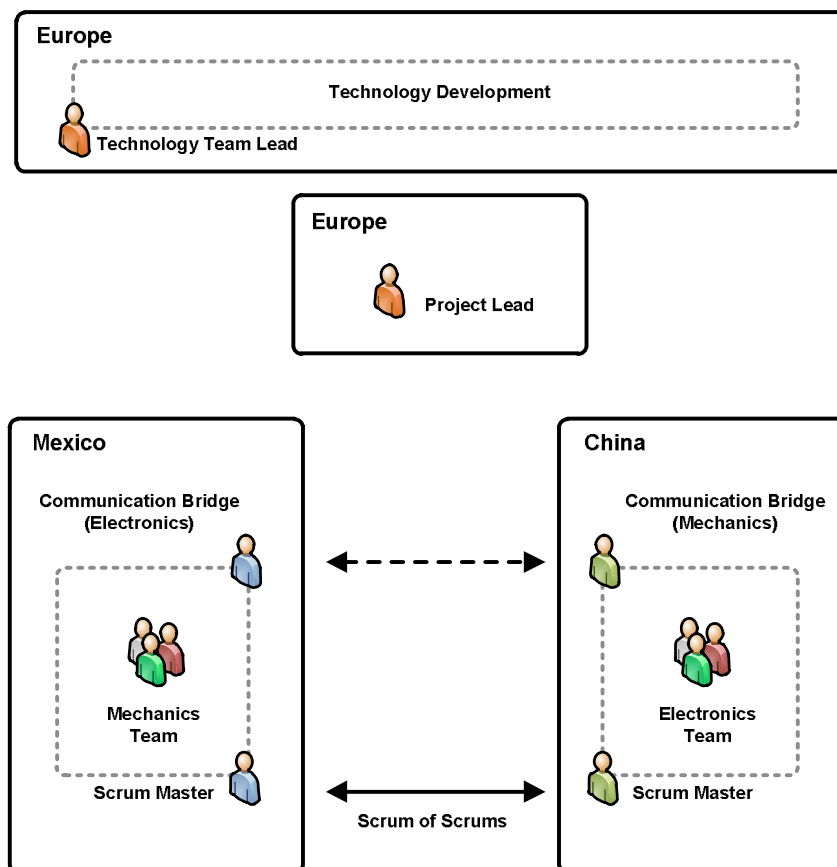 Europe
Technology Development
Technology Team Lead
Europe
Project Lead
Mexico
Communication Bridge
(Electronics)
Mechanics
Team
Scrum Master
China
Communication Bridge
(Mechanics)
Electronics
Team
Scrum Master
Scrum of Scrums